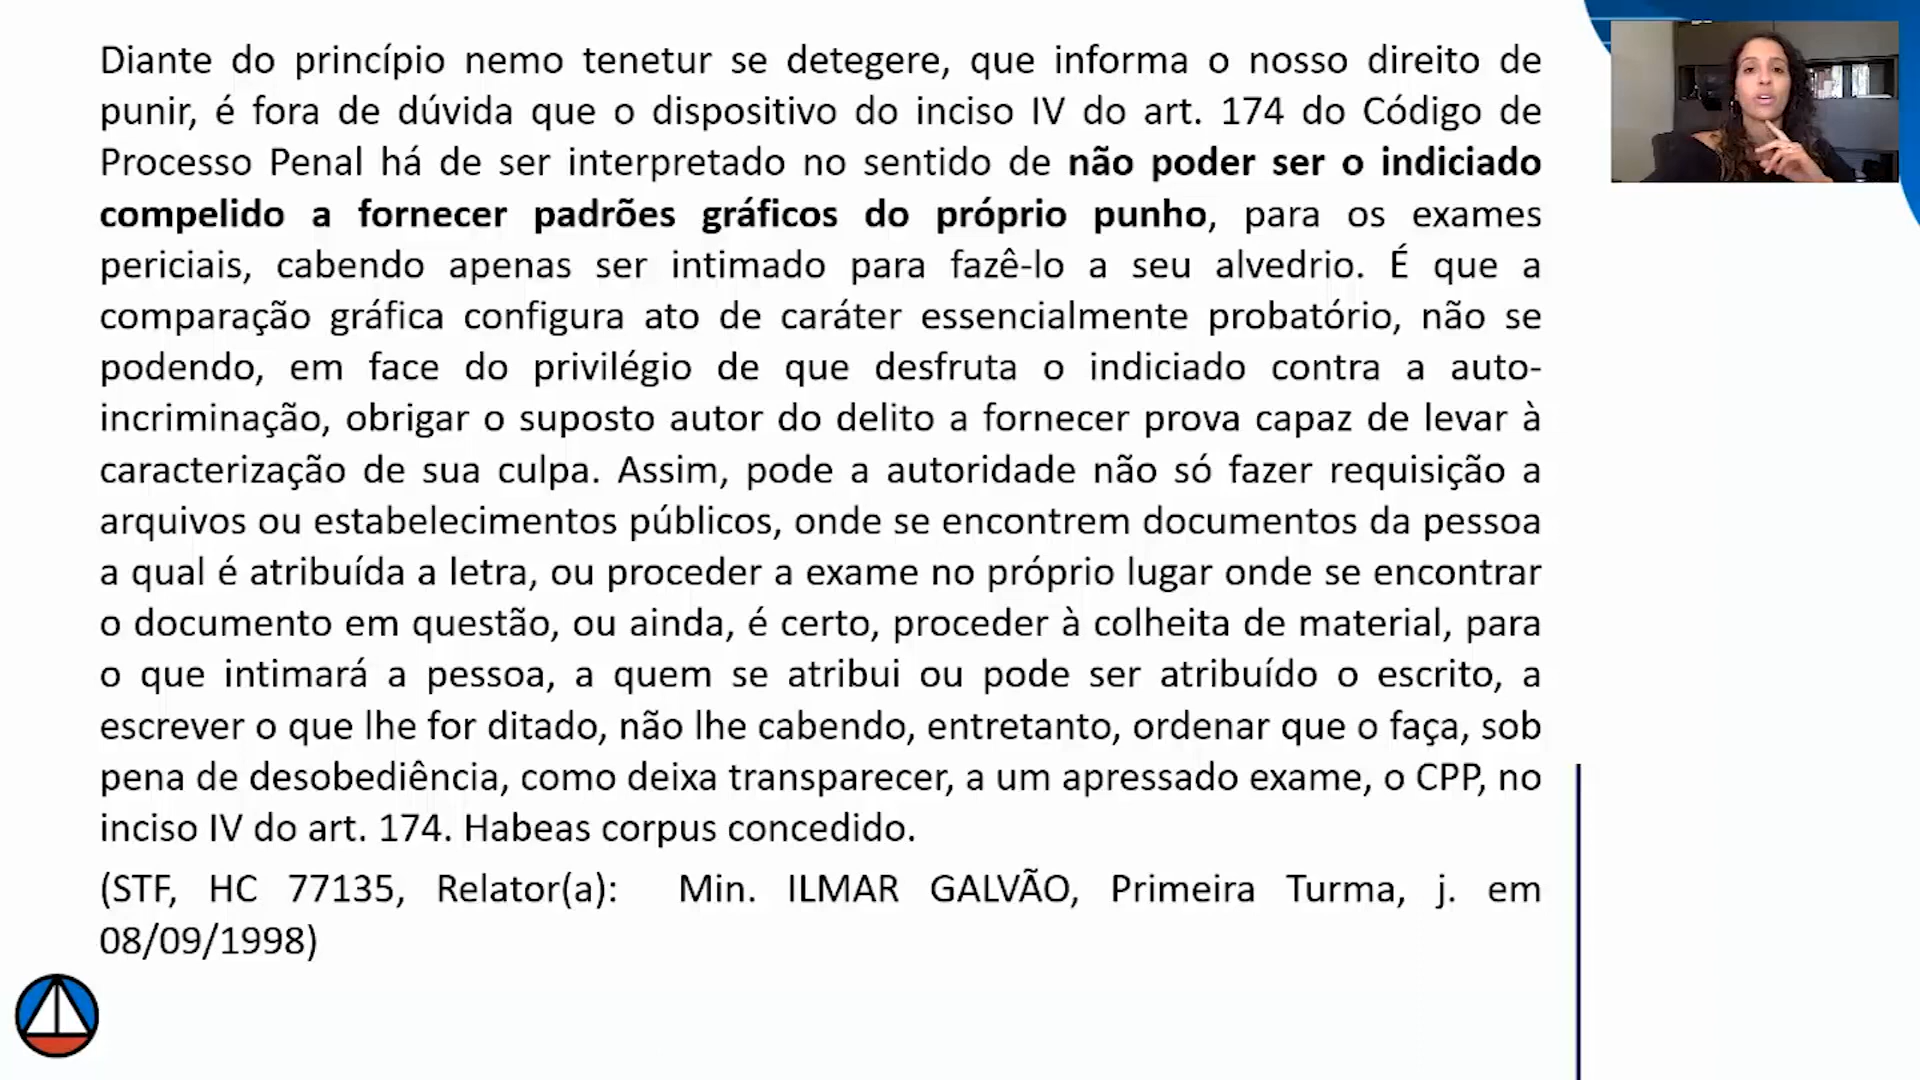 Diante do princípio nemo tenetur se detegere, que informa o nosso direito de
punir, é fora de dúvida que o dispositivo do inciso IV do art. 174 do Código de
Processo Penal há de ser interpretado no sentido de não poder ser o indiciado
compelido a fornecer padrões gráficos do próprio punho, para os exames
periciais, cabendo apenas ser intimado para fazê-lo a seu alvedrio. É que a
comparação gráfica configura ato de caráter essencialmente probatório, não se
podendo, em face do privilégio de que desfruta o indiciado contra a auto-
incriminação, obrigar o suposto autor do delito a fornecer prova capaz de levar à
caracterização de sua culpa. Assim, pode a autoridade não só fazer requisição a
arquivos ou estabelecimentos públicos, onde se encontrem documentos da pessoa
a qual é atribuída a letra, ou proceder a exame no próprio lugar onde se encontrar
o documento em questão, ou ainda, é certo, proceder à colheita de material, para
o que intimará a pessoa, a quem se atribui ou pode ser atribuído o escrito, a
escrever o que lhe for ditado, não lhe cabendo, entretanto, ordenar que o faça, sob
pena de desobediência, como deixa transparecer, a um apressado exame, o CPP, no
inciso IV do art. 174. Habeas corpus concedido.
(STF, HC 77135, Relator(a): Min. ILMAR GALVÃO, Primeira Turma, j. em
08/09/1998)